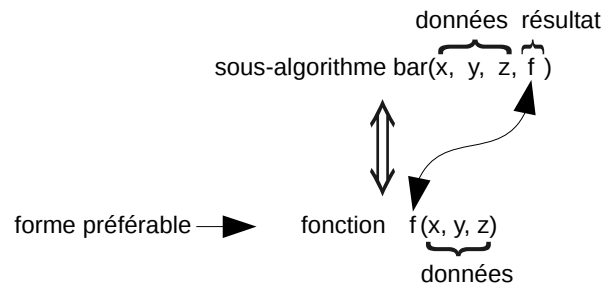 données résultat
sous-algorithme bar(x, y, z, f )
forme préférable fonction f (x, y, z)
données